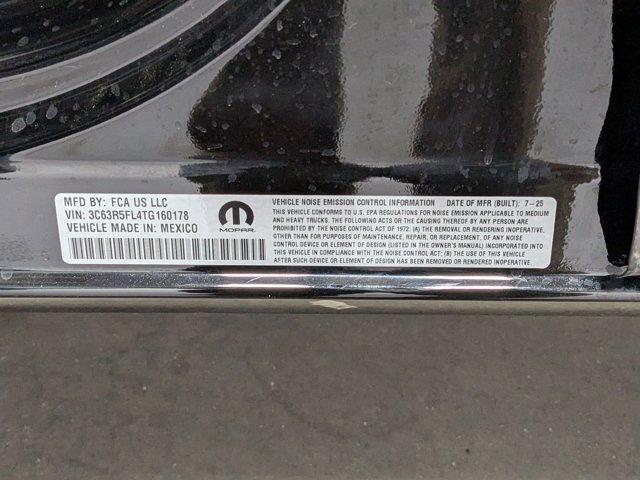 MFD BY: FCA US LLC
VIN: 3C63R5FL4TG160178
VEHICLE MADE IN: MEXICO
MOPAR
VEHICLE NOISE EMISSION CONTROL INFORMATION DATE OF MFR (BUILT): 7-25
THIS VEHICLE CONFORMS TO U.S. EPA REGULATIONS FOR NOISE EMISSION APPLICABLE TO MEDIUM
AND HEAVY TRUCKS. THE FOLLOWING ACTS OR THE CAUSING THEREOF BY ANY PERSON ARE
PROHIBITED BY THE NOISE CONTROL ACT OF 1972: (A) THE REMOVAL OR RENDERING INOPERATIVE,
OTHER THAN FOR PURPOSES OF MAINTENANCE, REPAIR, OR REPLACEMENT, OF ANY NOISE
CONTROL DEVICE OR ELEMENT OF DESIGN (LISTED IN THE OWNER'S MANUAL) INCORPORATED INTO
THIS VEHICLE IN COMPLIANCE WITH THE NOISE CONTROL ACT; (B) THE USE OF THIS VEHICLE
AFTER SUCH DEVICE OR ELEMENT OF DESIGN HAS BEEN REMOVED OR RENDERED INOPERATIVE.